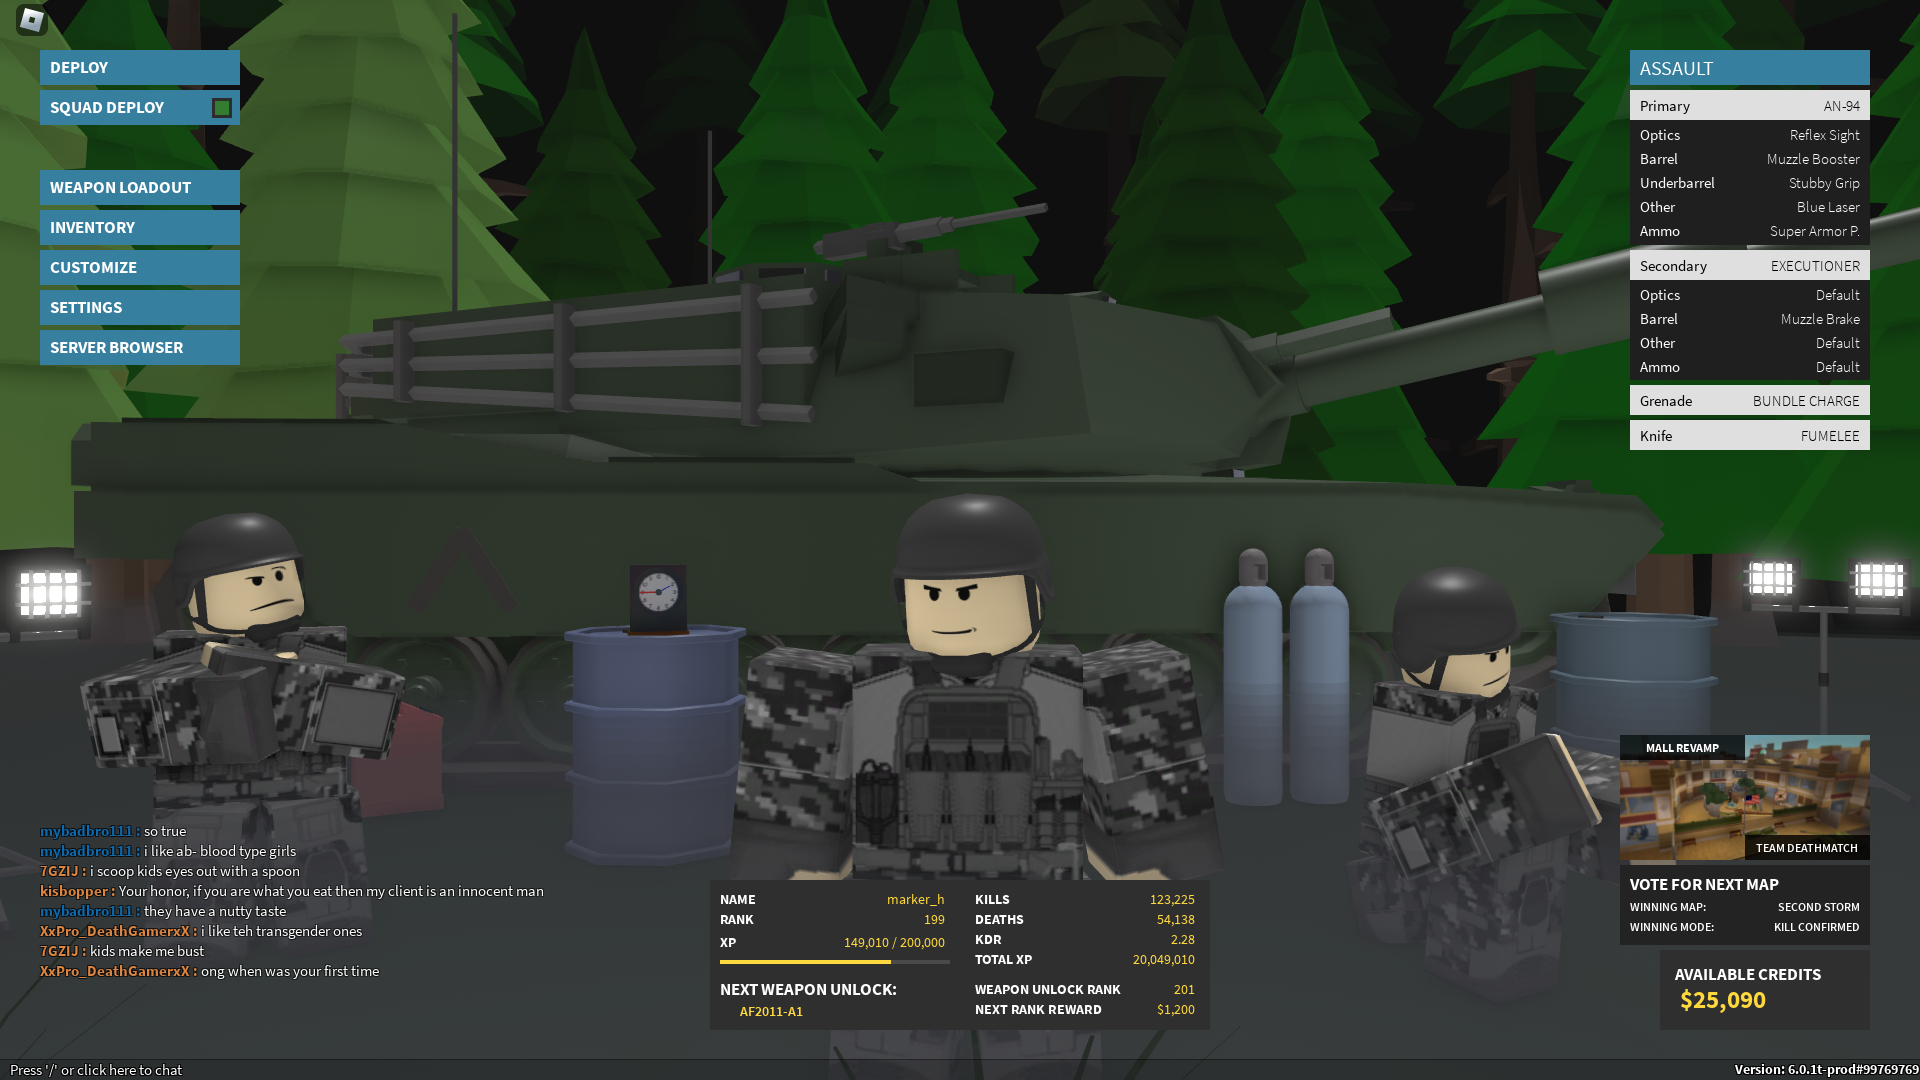 DEPLOY
SQUAD DEPLOY
WEAPON LOADOUT
INVENTORY
CUSTOMIZE
SETTINGS
SERVER BROWSER
ASSAULT
Primary AN-94
Optics Reflex Sight
Barrel Muzzle Booster
Underbarrel Stubby Grip
Other Blue Laser
Ammo Super Armor P.
Secondary EXECUTIONER
Optics Default
Barrel Muzzle Brake
Other Default
Ammo Default
Grenade BUNDLE CHARGE
Knife FUMELEE
mybadbro111 : so true
mybadbro111 : i like ab- blood type girls
7GZIJ : i scoop kids eyes out with a spoon
kisbopper : Your honor, if you are what you eat then my client is an innocent man
mybadbro111 : they have a nutty taste
XxPro_DeathGamerxX : i like teh transgender ones
7GZIJ : kids make me bust
XxPro_DeathGamerxX : ong when was your first time
NAME marker_h
RANK 199
XP 149,010 / 200,000
NEXT WEAPON UNLOCK:
AF2011-A1
KILLS 123,225
DEATHS 54,138
KDR 2.28
TOTAL XP 20,049,010
WEAPON UNLOCK RANK 201
NEXT RANK REWARD $1,200
MALL REVAMP
TEAM DEATHMATCH
VOTE FOR NEXT MAP
WINNING MAP: SECOND STORM
WINNING MODE: KILL CONFIRMED
AVAILABLE CREDITS
$25,090
Press '/' or click here to chat
Version: 6.0.1t-prod#99769769